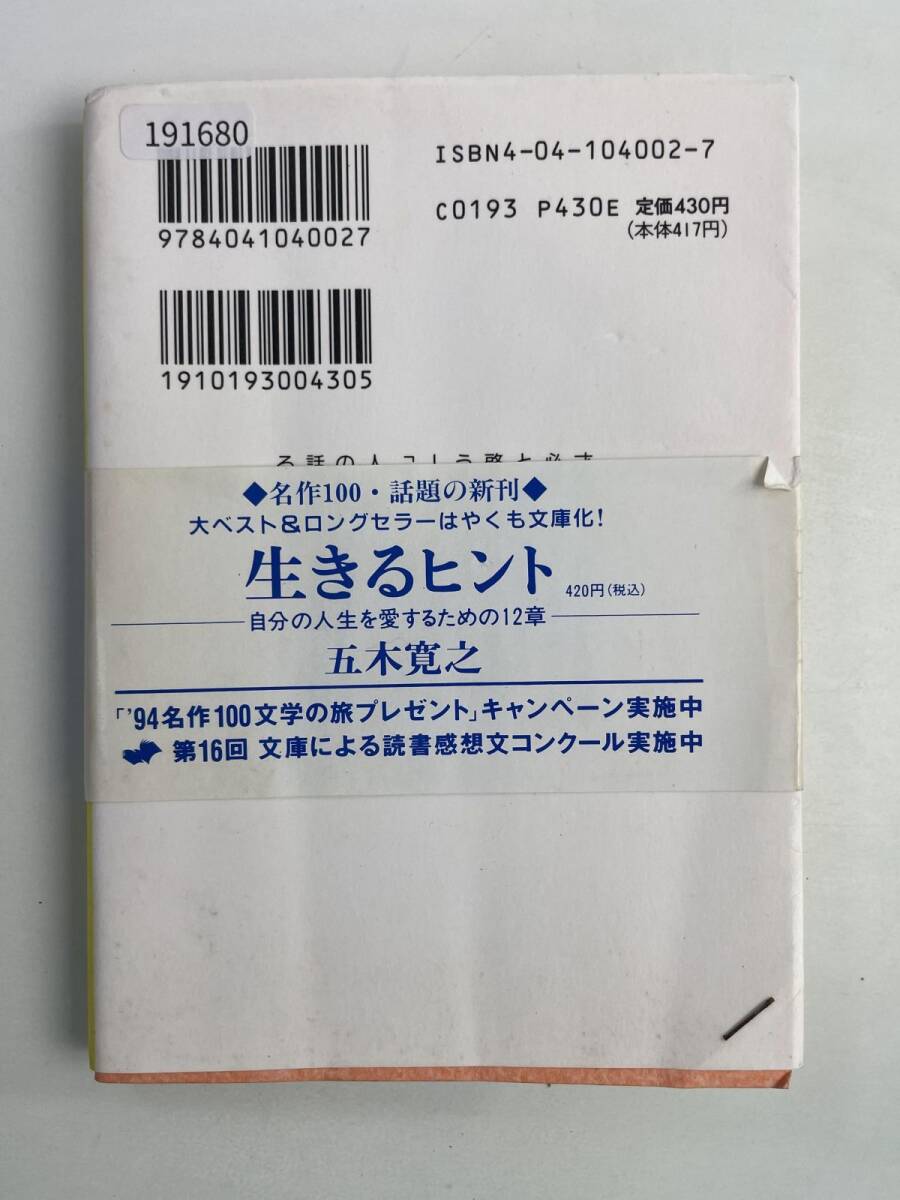 191680
ISBN4-04-104002-7
C0193 P430E 定価430円
(本体417円)
9784041040027
1910193004305
◆名作100・話題の新刊◆
大ベスト&ロングセラーはやくも文庫化!
生きるヒント 420円(税込)
自分の人生を愛するための12章
五木寛之
「'94名作100文学の旅プレゼント」キャンペーン実施中
第16回 文庫による読書感想文コンクール実施中